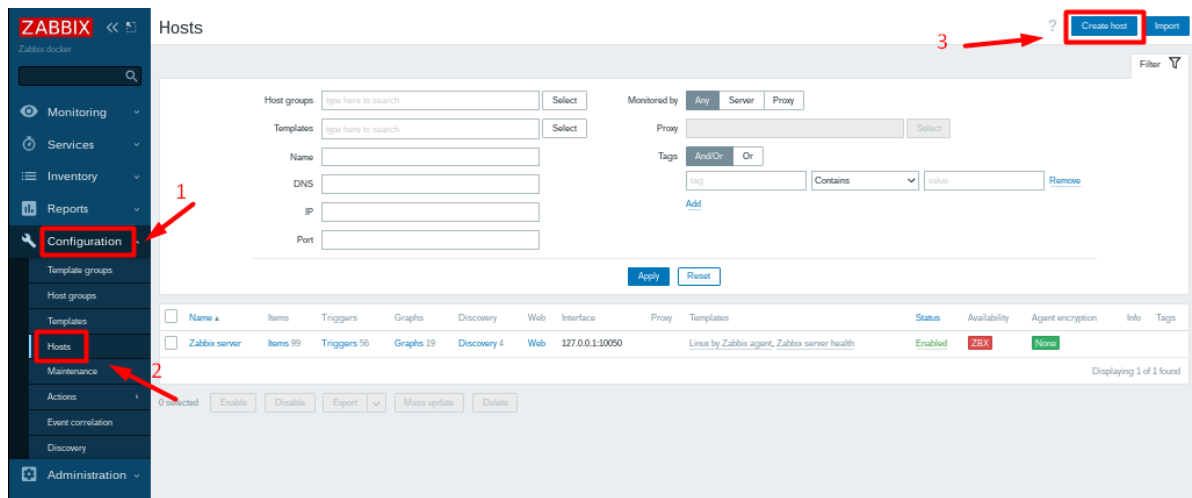 ZABBIX
Zabbix docker
Monitoring
Services
Inventory
Reports
Configuration
Template groups
Host groups
Templates
Hosts
Maintenance
Actions
Event correlation
Discovery
Administration
1
2
Hosts
3
? Create host Import
Filter
Host groups type here to search Select Monitored by Any Server Proxy
Templates type here to search Select Proxy Select
Name Tags And/Or Or
DNS tag Contains value Remove
IP Add
Port
Apply Reset
Name Items Triggers Graphs Discovery Web Interface Proxy Templates Status Availability Agent encryption Info Tags
Zabbix server Items 99 Triggers 56 Graphs 19 Discovery 4 Web 127.0.0.1:10050 Linux by Zabbix agent, Zabbix server health Enabled ZBX None
Displaying 1 of 1 found
0 selected Enable Disable Export Mass update Delete